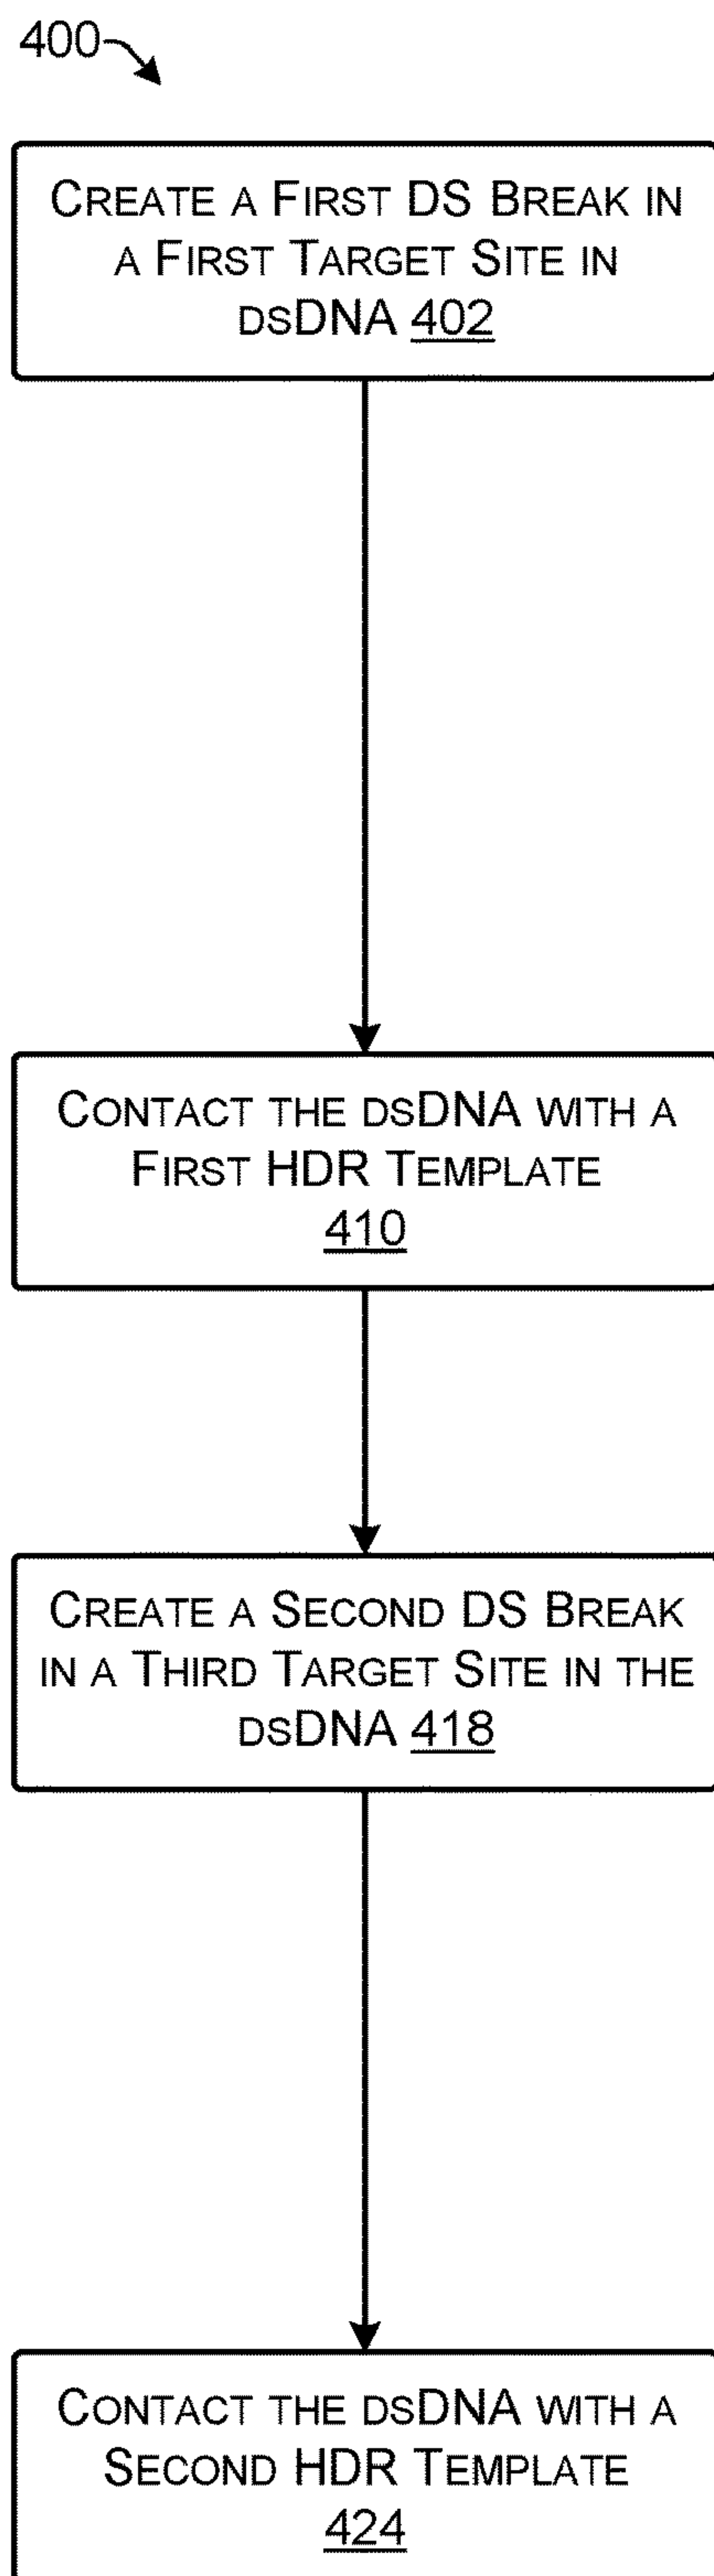 400
CREATE A FIRST DS BREAK IN
A FIRST TARGET SITE IN
DSDNA 402
CONTACT THE DSDNA WITH A
FIRST HDR TEMPLATE
410
CREATE A SECOND DS BREAK
IN A THIRD TARGET SITE IN THE
DSDNA 418
CONTACT THE DSDNA WITH A
SECOND HDR TEMPLATE
424